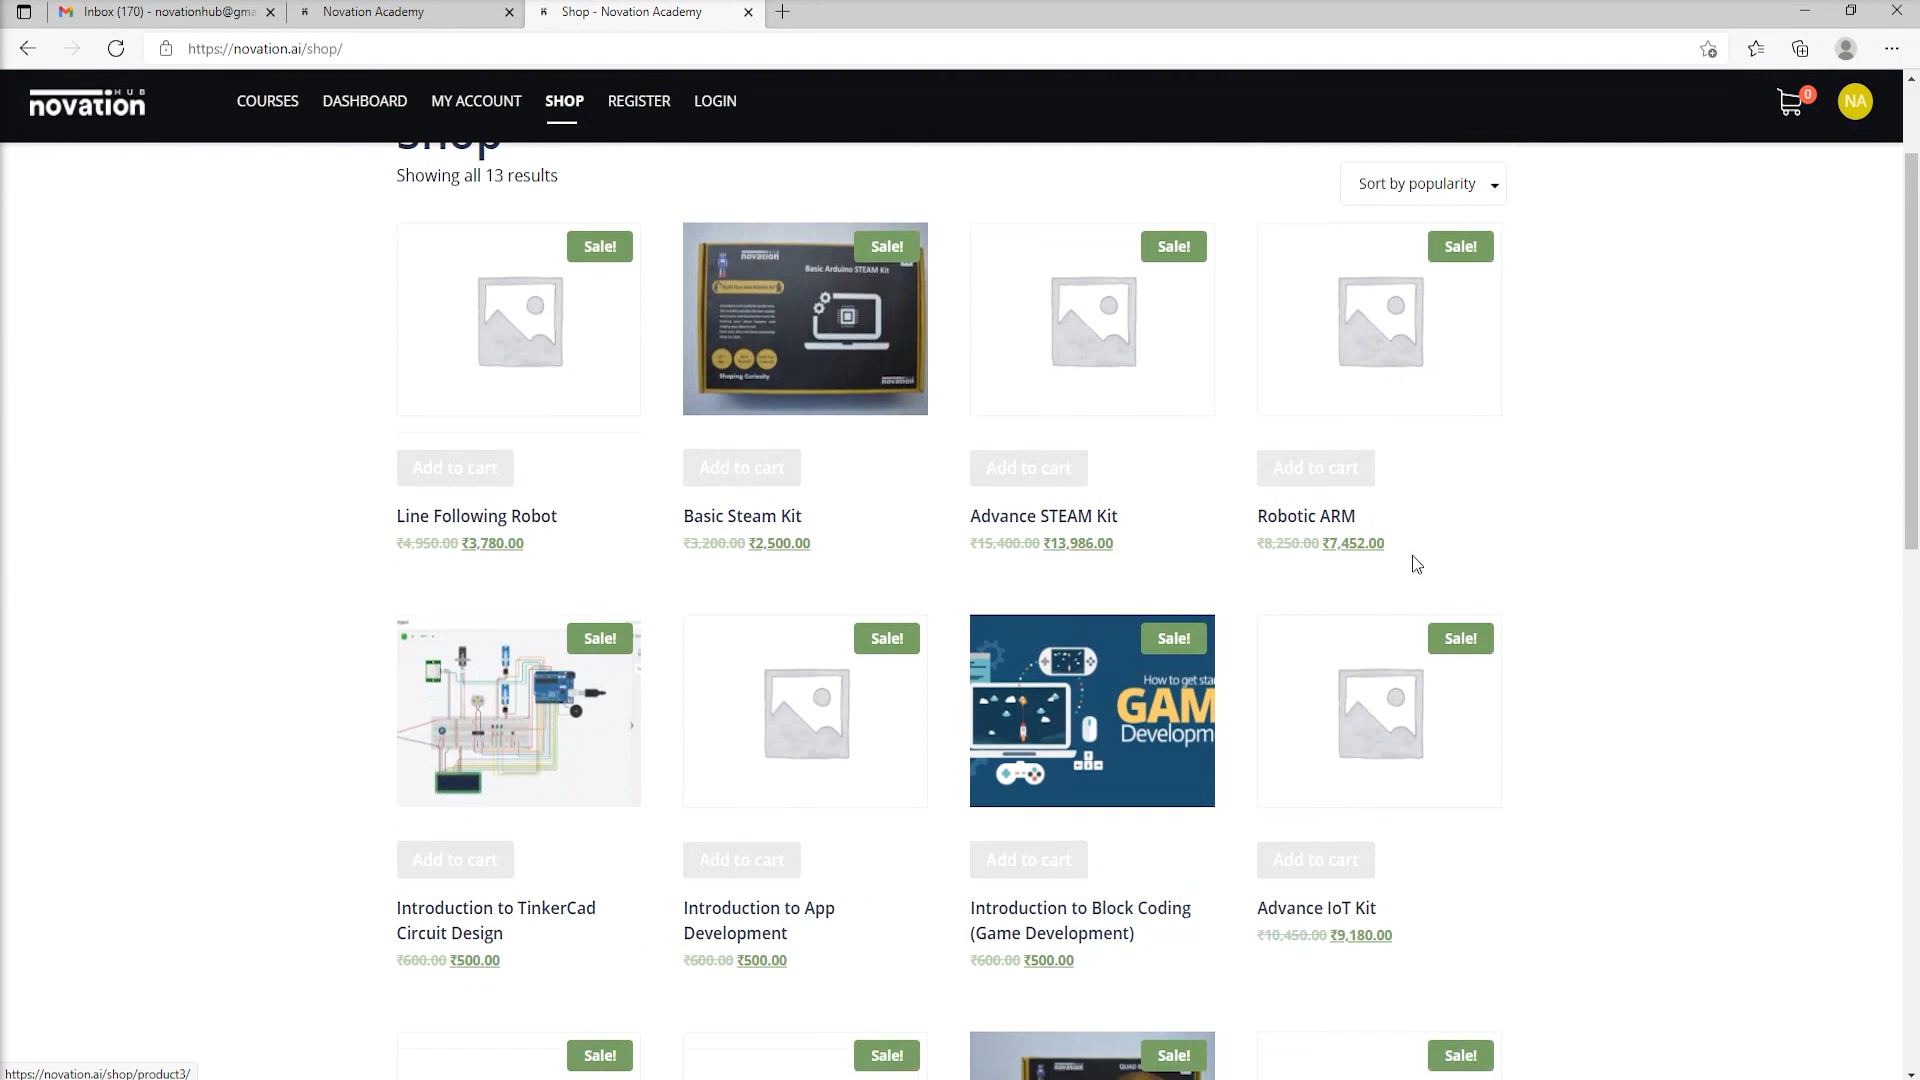 Inbox (170) - novationhub@gma
Novation Academy
Shop - Novation Academy
https://novation.ai/shop/
HUB
novation
COURSES
DASHBOARD
MY ACCOUNT
SHOP
REGISTER
LOGIN
0
NA
Shop
Showing all 13 results
Sort by popularity
Sale!
Sale!
Sale!
Sale!
novation
Basic Arduino STEAM Kit
Shaping Curiosity
novation
Add to cart
Add to cart
Add to cart
Add to cart
Line Following Robot
₹4,950.00 ₹3,780.00
Basic Steam Kit
₹3,200.00 ₹2,500.00
Advance STEAM Kit
₹15,400.00 ₹13,986.00
Robotic ARM
₹8,250.00 ₹7,452.00
Sale!
Sale!
Sale!
Sale!
How to get sta
GAM
Developm
Add to cart
Add to cart
Add to cart
Add to cart
Introduction to TinkerCad
Circuit Design
₹600.00 ₹500.00
Introduction to App
Development
₹600.00 ₹500.00
Introduction to Block Coding
(Game Development)
₹600.00 ₹500.00
Advance IoT Kit
₹10,450.00 ₹9,180.00
Sale!
Sale!
Sale!
Sale!
novation
https://novation.ai/shop/product3/